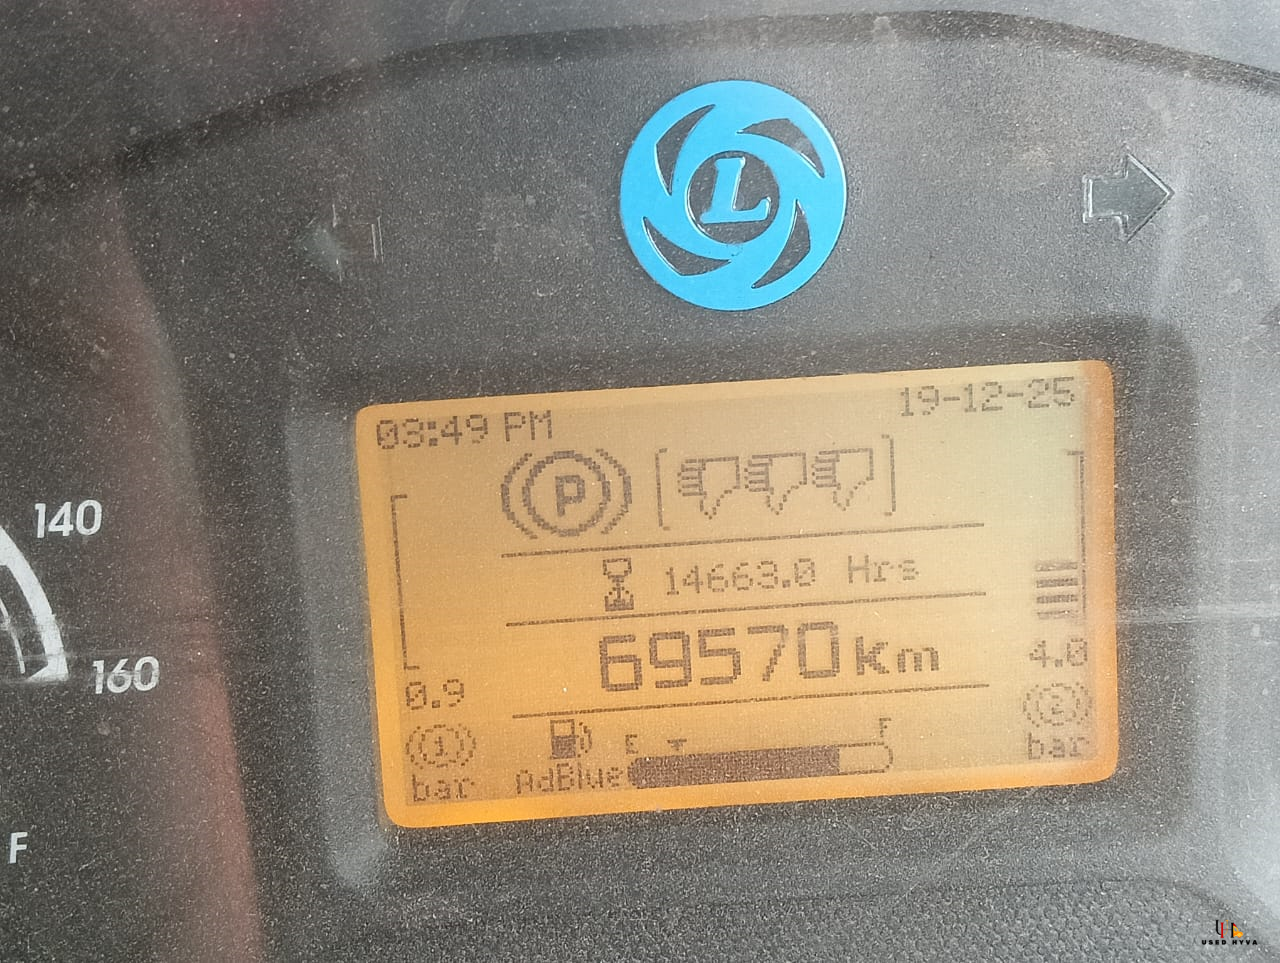 L
03:49 PM
19-12-25
P
14663.0 Hrs
69570 Km
140
160
0.9
1
bar
4.0
2
bar
E
F
AdBlue
F
USED HYVA